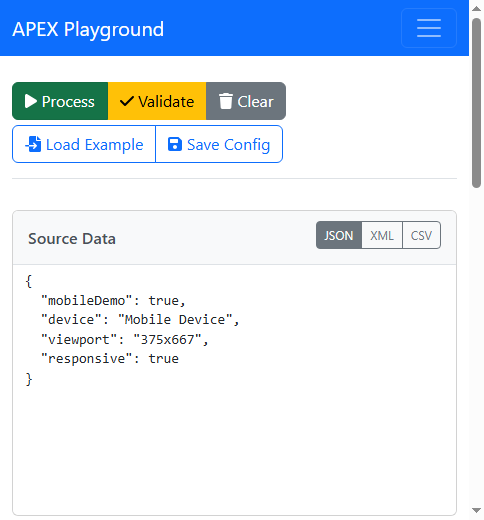 APEX Playground
Process Validate Clear
Load Example Save Config
Source Data JSON XML CSV
{
  "mobileDemo": true,
  "device": "Mobile Device",
  "viewport": "375x667",
  "responsive": true
}